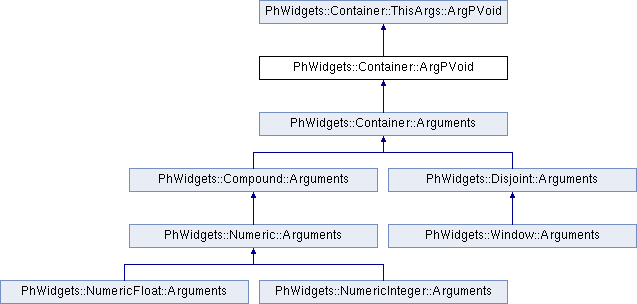 PhWidgets::Container::ThisArgs::ArgPVoid
PhWidgets::Container::ArgPVoid
PhWidgets::Container::Arguments
PhWidgets::Compound::Arguments
PhWidgets::Disjoint::Arguments
PhWidgets::Numeric::Arguments
PhWidgets::Window::Arguments
PhWidgets::NumericFloat::Arguments
PhWidgets::NumericInteger::Arguments